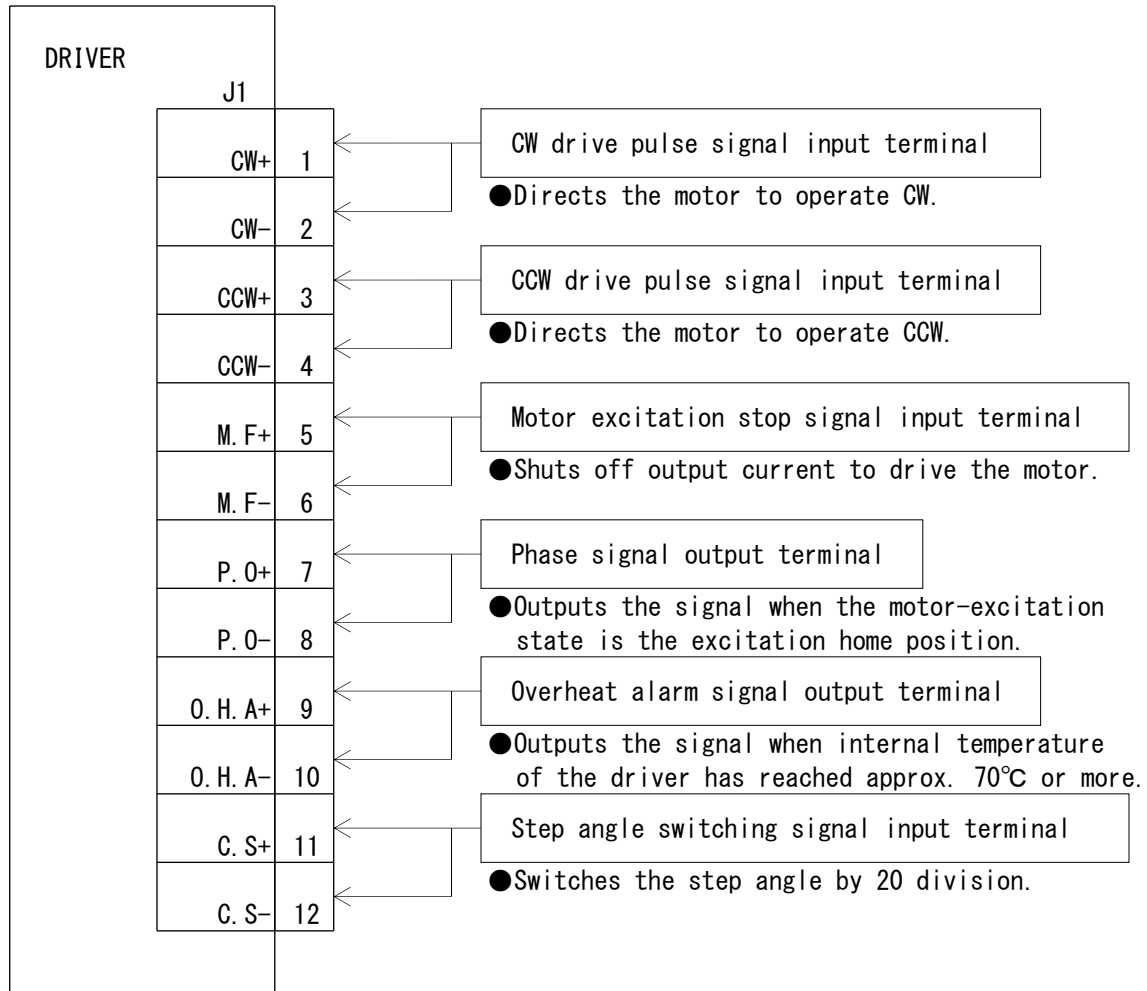 DRIVER
J1
CW+ 1
CW drive pulse signal input terminal
●Directs the motor to operate CW.
CW- 2
CCW+ 3
CCW drive pulse signal input terminal
●Directs the motor to operate CCW.
CCW- 4
M.F+ 5
Motor excitation stop signal input terminal
●Shuts off output current to drive the motor.
M.F- 6
P.O+ 7
Phase signal output terminal
●Outputs the signal when the motor-excitation
state is the excitation home position.
P.O- 8
O.H.A+ 9
Overheat alarm signal output terminal
●Outputs the signal when internal temperature
of the driver has reached approx. 70℃ or more.
O.H.A- 10
C.S+ 11
Step angle switching signal input terminal
●Switches the step angle by 20 division.
C.S- 12